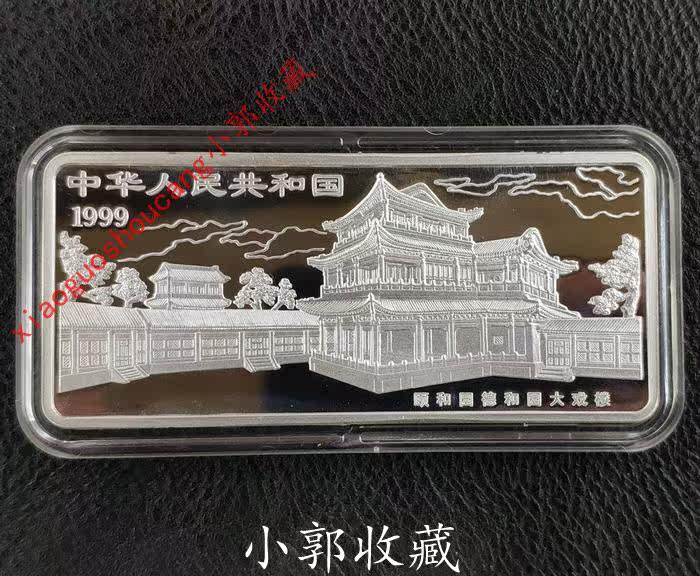 中华人民共和国
1999
颐和园德和园大戏楼
xiaoguoshoucang小郭收藏
小郭收藏